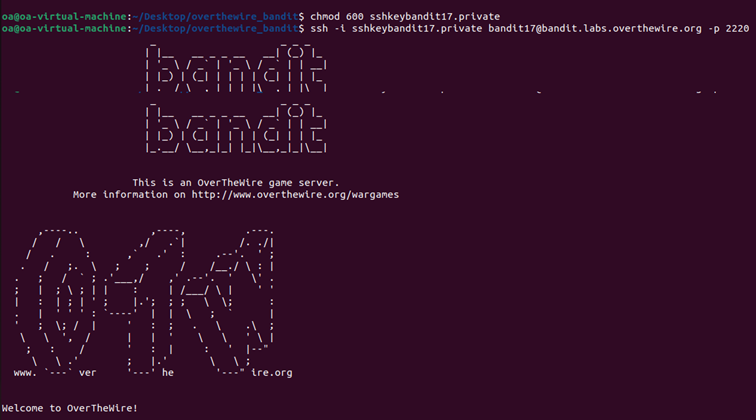 oa@oa-virtual-machine:~/Desktop/overthewire_bandit$ chmod 600 sshkeybandit17.private
oa@oa-virtual-machine:~/Desktop/overthewire_bandit$ ssh -i sshkeybandit17.private bandit17@bandit.labs.overthewire.org -p 2220
bandit
bandit
This is an OverTheWire game server.
More information on http://www.overthewire.org/wargames
www. ver he ire.org
Welcome to OverTheWire!